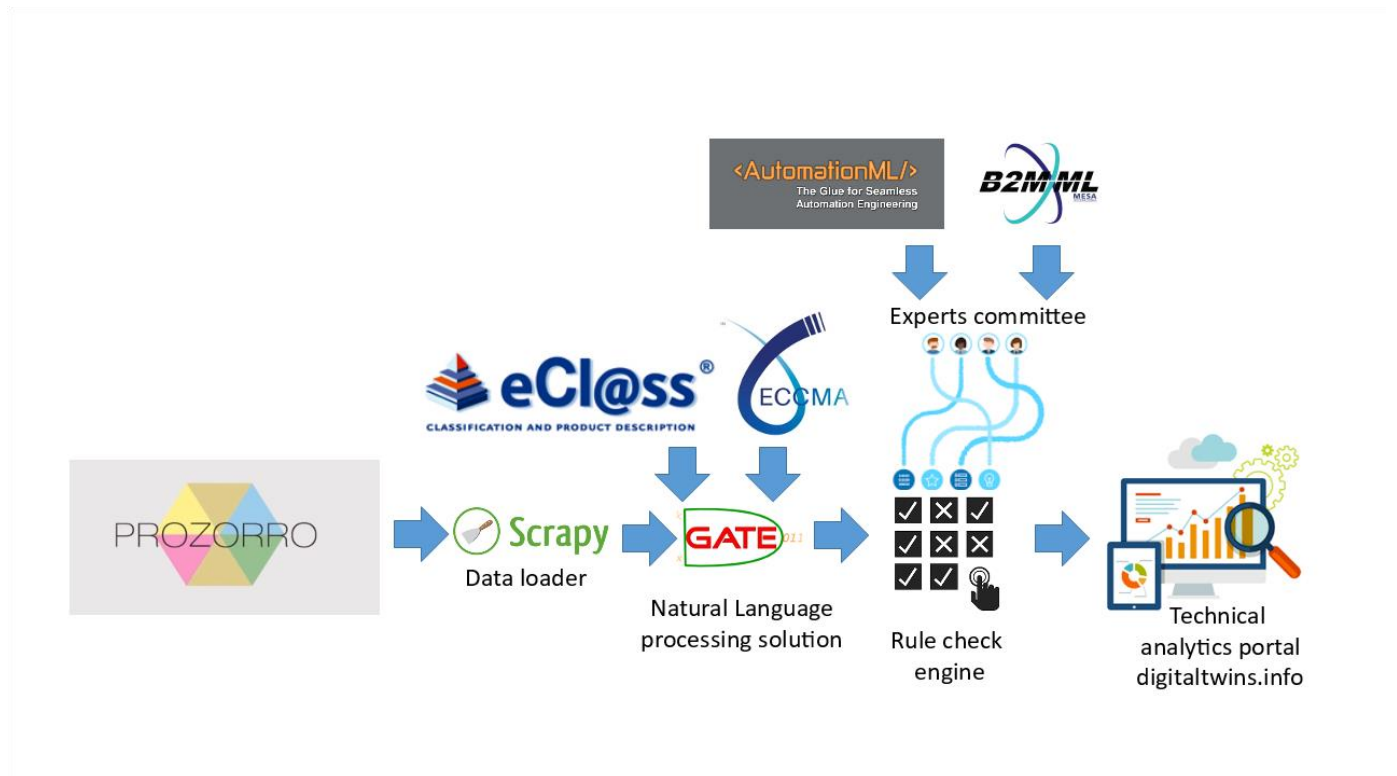 <AutomationML/>
The Glue for Seamless
Automation Engineering
B2MML
MESA
Experts committee
eCl@ss®
CLASSIFICATION AND PRODUCT DESCRIPTION
ECCMA
PROZORRO
Scrapy
Data loader
GATE
Natural Language
processing solution
Rule check
engine
Technical
analytics portal
digitaltwins.info